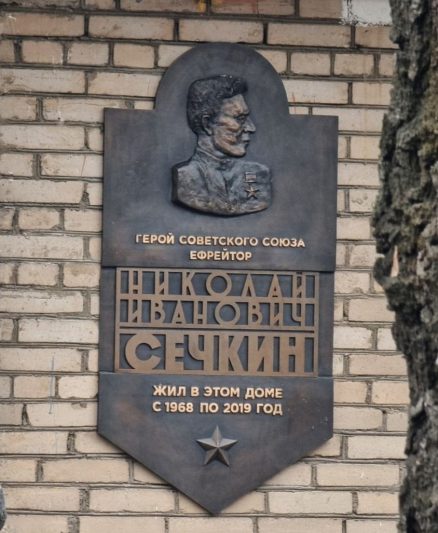 ГЕРОЙ СОВЕТСКОГО СОЮЗА
ЕФРЕЙТОР
НИКОЛАЙ
ИВАНОВИЧ
СЕЧКИН
ЖИЛ В ЭТОМ ДОМЕ
С 1968 ПО 2019 ГОД